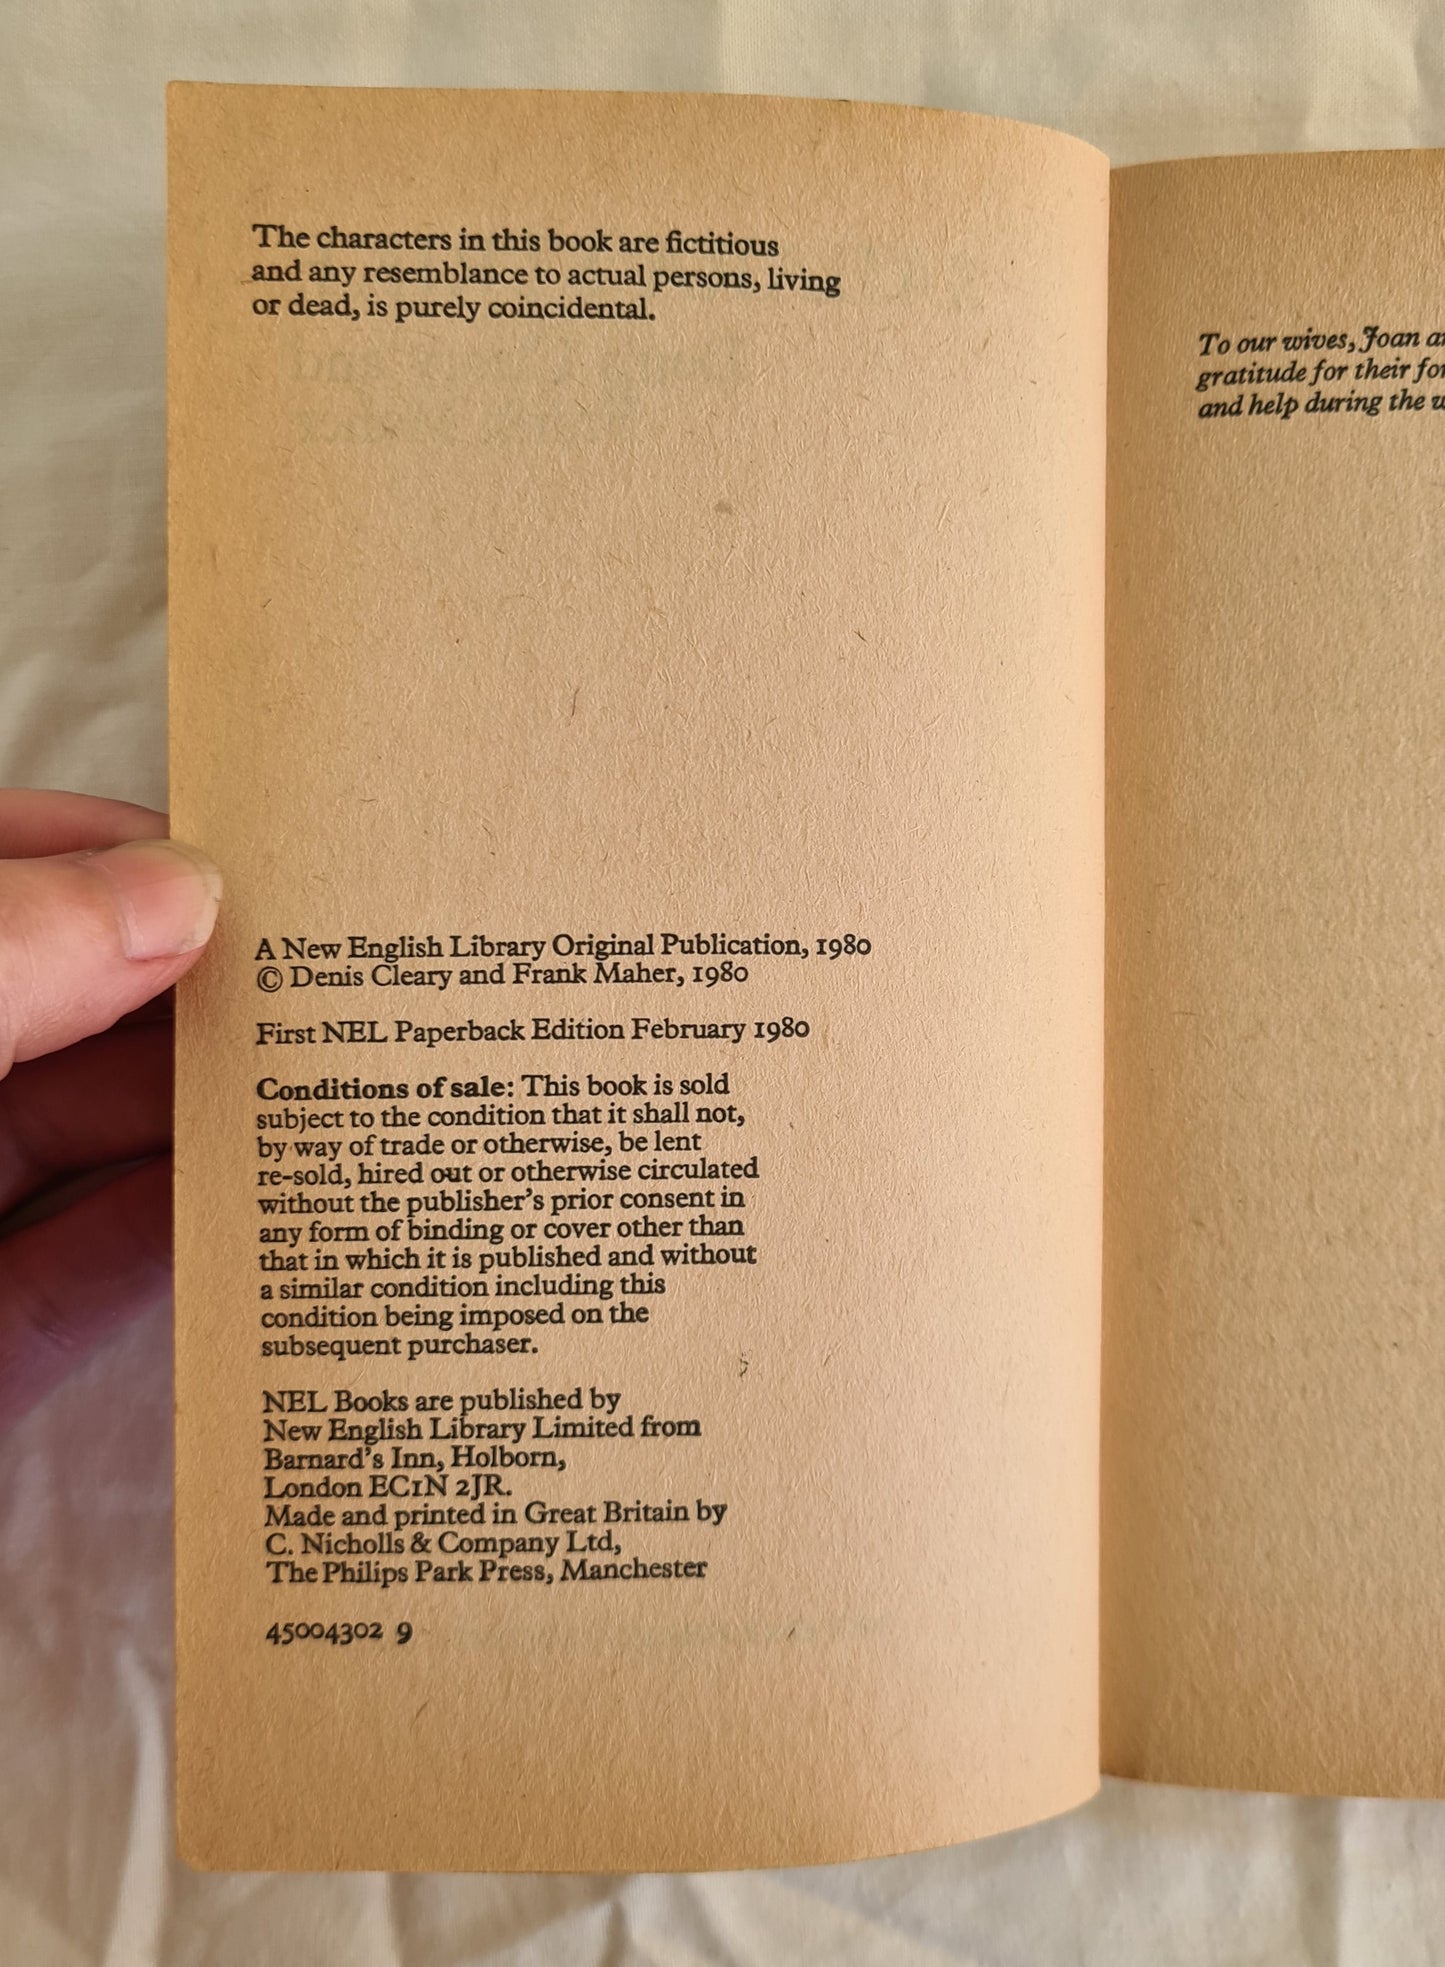 The characters in this book are fictitious
and any resemblance to actual persons, living
or dead, is purely coincidental.
A New English Library Original Publication, 1980
© Denis Cleary and Frank Maher, 1980
First NEL Paperback Edition February 1980
Conditions of sale: This book is sold
subject to the condition that it shall not,
by way of trade or otherwise, be lent
re-sold, hired out or otherwise circulated
without the publisher's prior consent in
any form of binding or cover other than
that in which it is published and without
a similar condition including this
condition being imposed on the
subsequent purchaser.
NEL Books are published by
New English Library Limited from
Barnard's Inn, Holborn,
London EC1N 2JR.
Made and printed in Great Britain by
C. Nicholls & Company Ltd,
The Philips Park Press, Manchester
45004302 9
To our wives, Joan
gratitude for their
and help during the